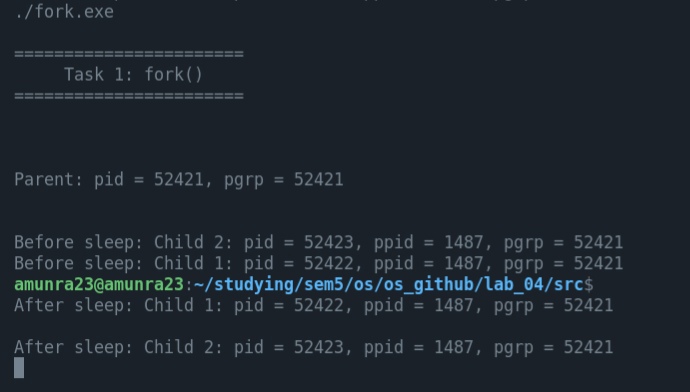 ./fork.exe
=======================
Task 1: fork()
=======================
Parent: pid = 52421, pgrp = 52421
Before sleep: Child 2: pid = 52423, ppid = 1487, pgrp = 52421
Before sleep: Child 1: pid = 52422, ppid = 1487, pgrp = 52421
amunra23@amunra23:~/studying/sem5/os/os_github/lab_04/src$
After sleep: Child 1: pid = 52422, ppid = 1487, pgrp = 52421
After sleep: Child 2: pid = 52423, ppid = 1487, pgrp = 52421